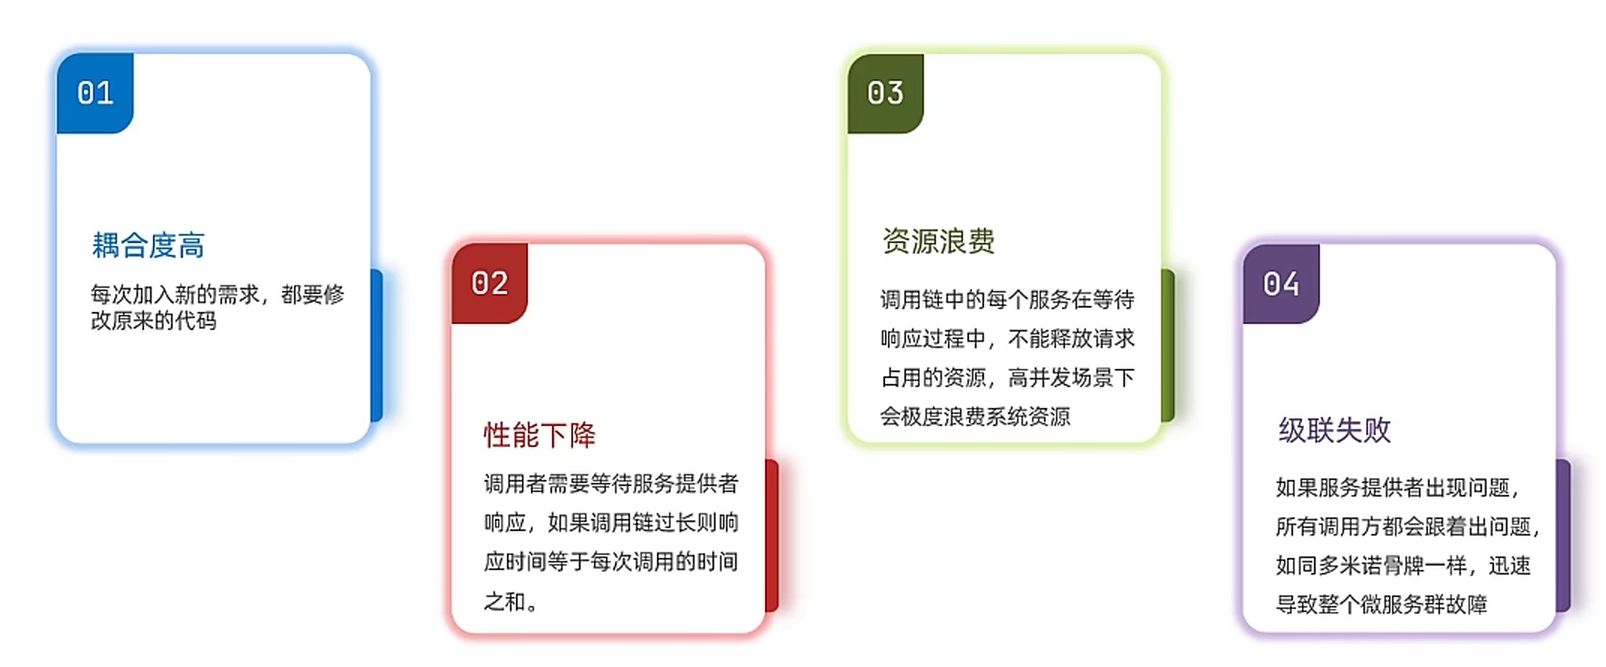 01
耦合度高
每次加入新的需求，都要修
改原来的代码
02
性能下降
调用者需要等待服务提供者
响应，如果调用链过长则响
应时间等于每次调用的时间
之和。
03
资源浪费
调用链中的每个服务在等待
响应过程中，不能释放请求
占用的资源，高并发场景下
会极度浪费系统资源
04
级联失败
如果服务提供者出现问题，
所有调用方都会跟着出问题，
如同多米诺骨牌一样，迅速
导致整个微服务群故障